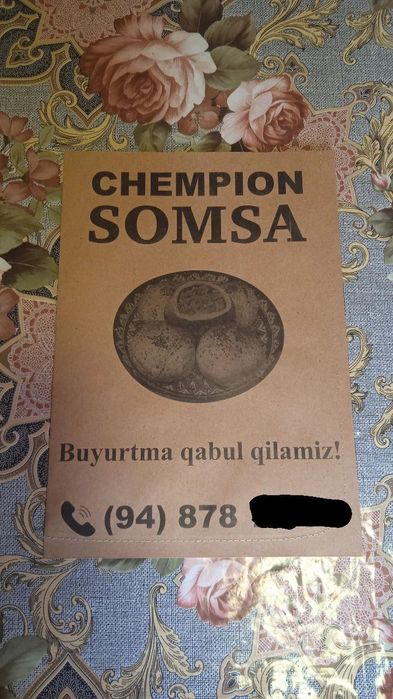 CHEMPION
SOMSA
Buyurtma qabul qilamiz!
(94) 878